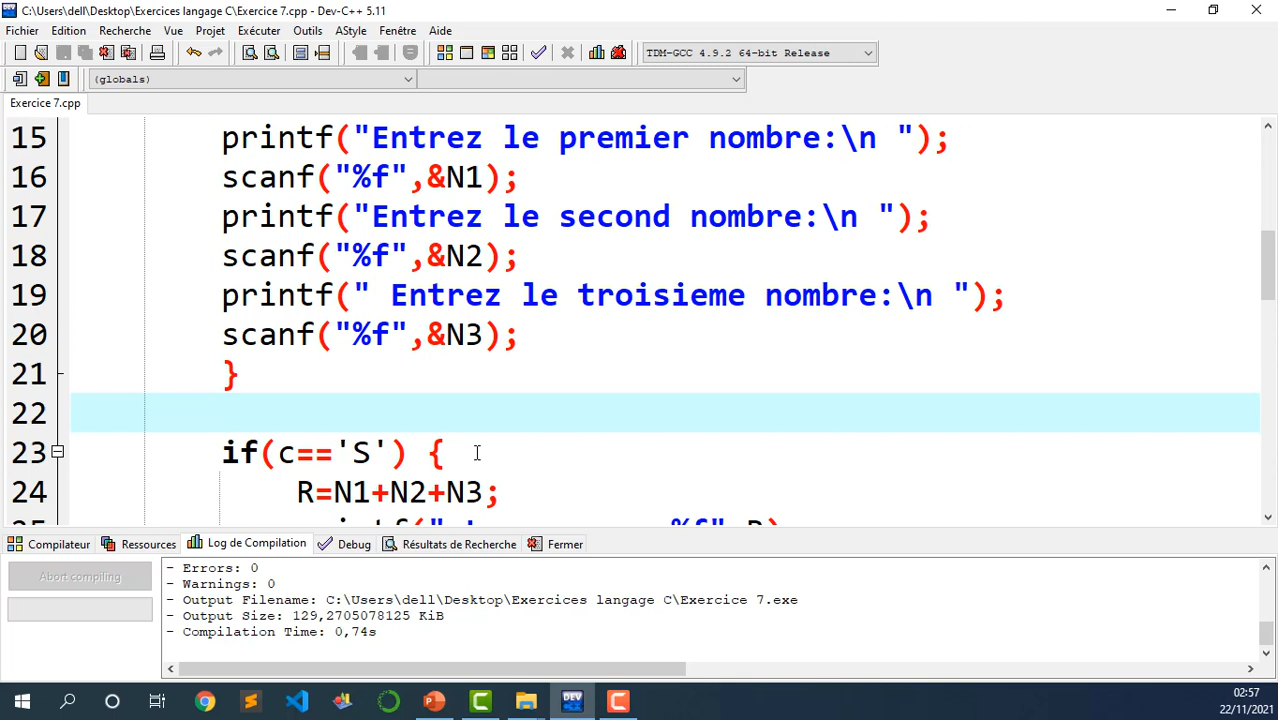 C:\Users\dell\Desktop\Exercices langage C\Exercice 7.cpp - Dev-C++ 5.11
Fichier Edition Recherche Vue Projet Exécuter Outils AStyle Fenêtre Aide
TDM-GCC 4.9.2 64-bit Release
(globals)
Exercice 7.cpp
15 printf("Entrez le premier nombre:\n ");
16 scanf("%f",&N1);
17 printf("Entrez le second nombre:\n ");
18 scanf("%f",&N2);
19 printf(" Entrez le troisieme nombre:\n ");
20 scanf("%f",&N3);
21 }
22
23 if(c=='S') {
24 R=N1+N2+N3;
Compilateur Ressources Log de Compilation Debug Résultats de Recherche Fermer
Abort compiling
- Errors: 0
- Warnings: 0
- Output Filename: C:\Users\dell\Desktop\Exercices langage C\Exercice 7.exe
- Output Size: 129,2705078125 KiB
- Compilation Time: 0,74s
DEV
02:57
22/11/2021